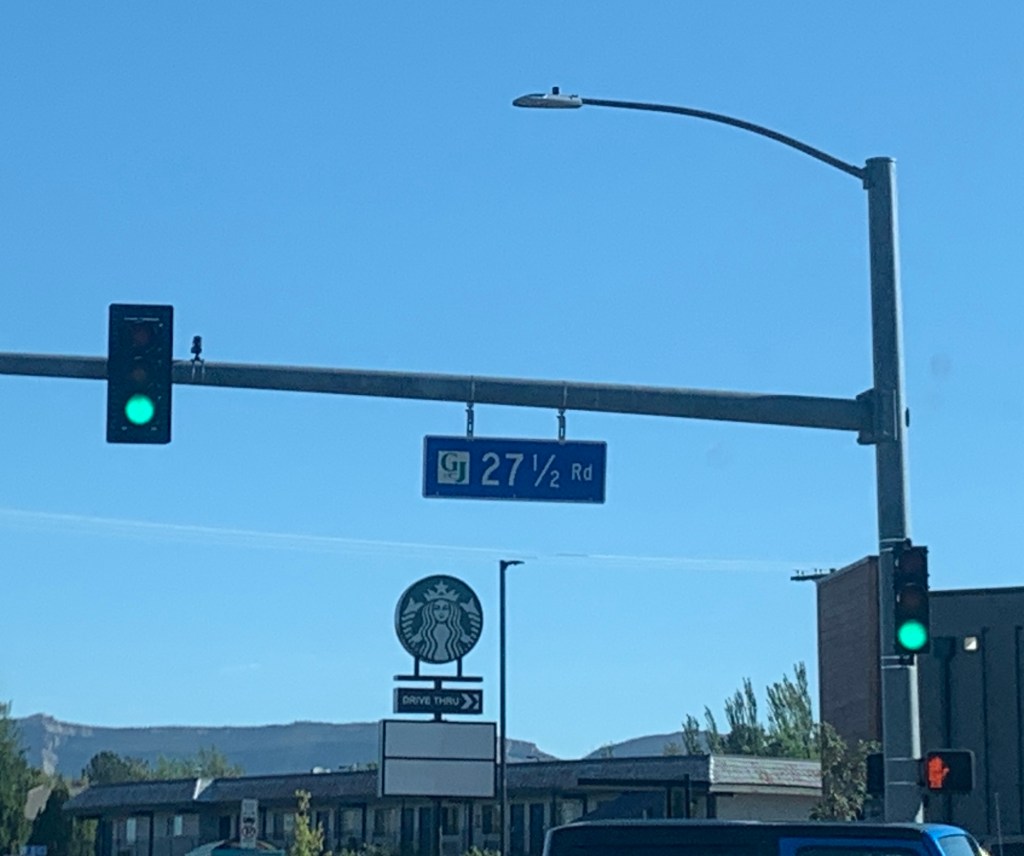 GJ 27 1/2 Rd
DRIVE THRU